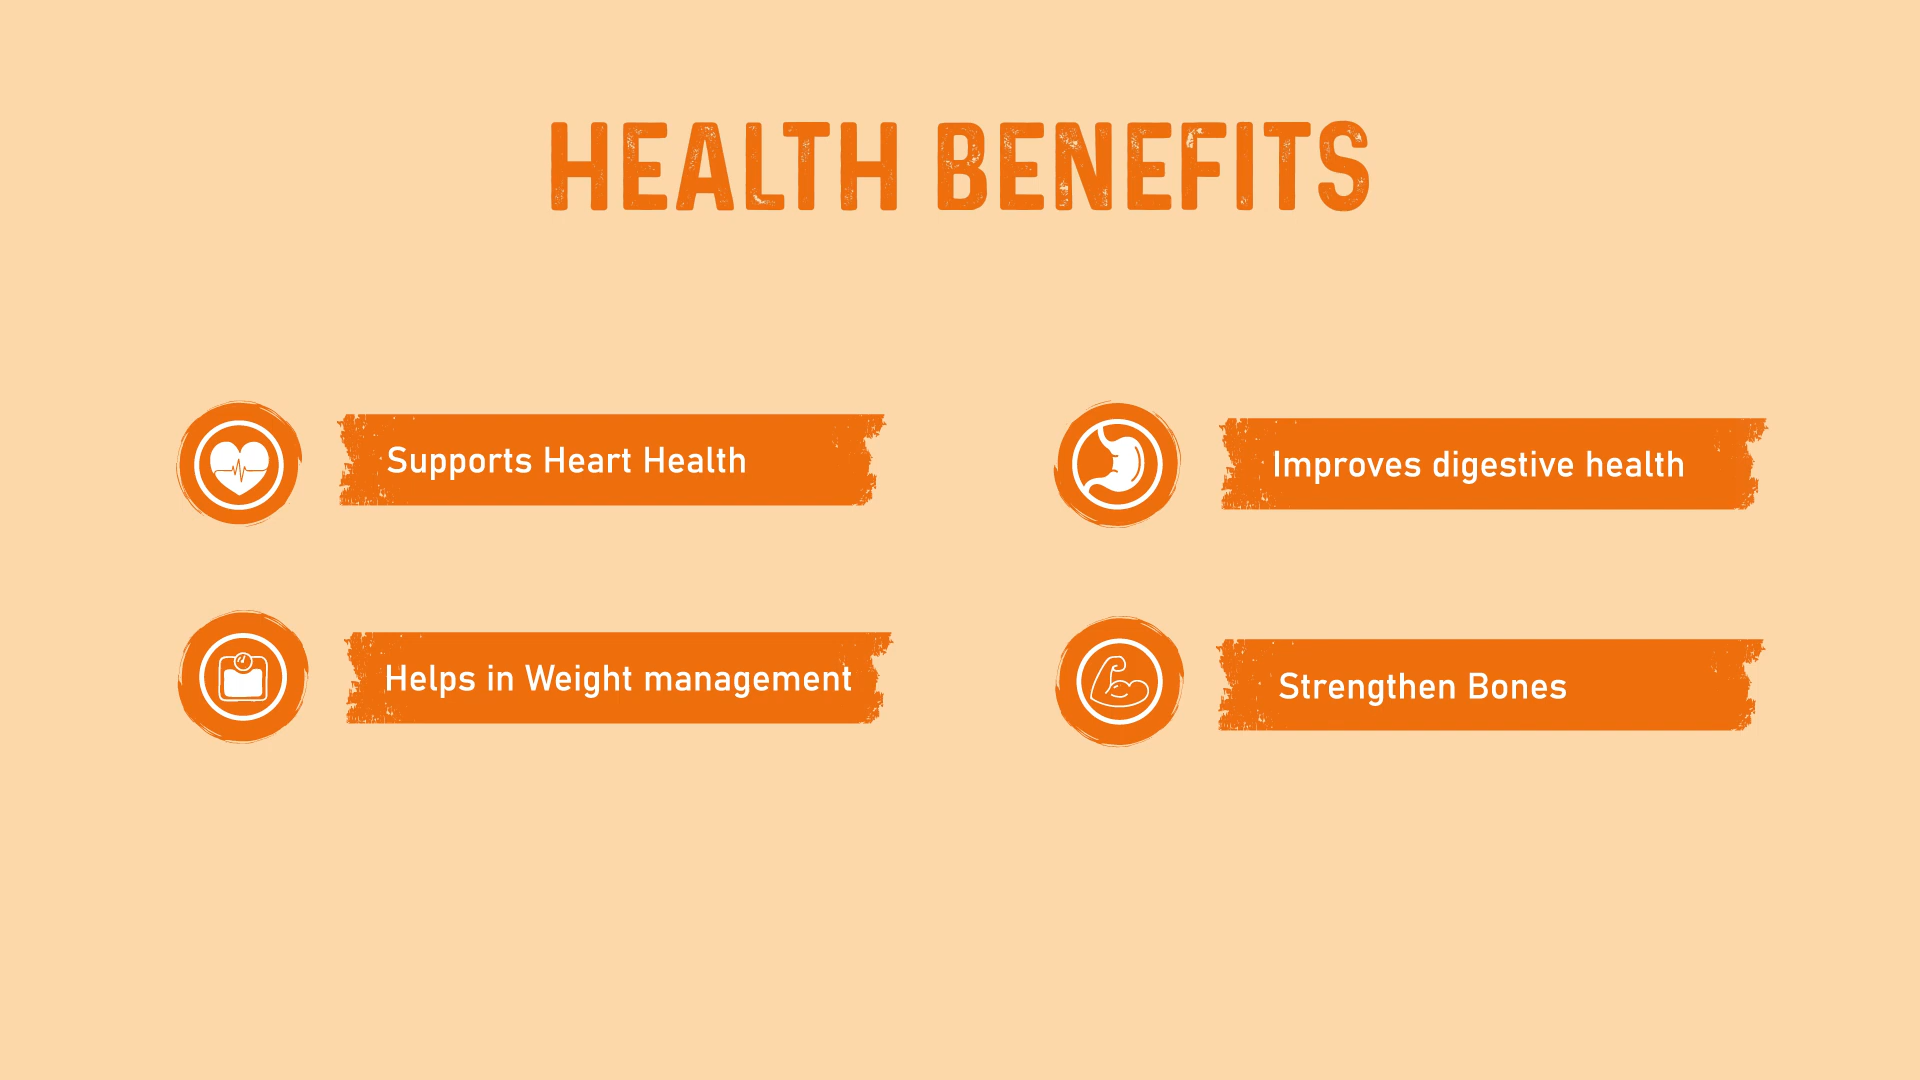 HEALTH BENEFITS
Supports Heart Health
Improves digestive health
Helps in Weight management
Strengthen Bones